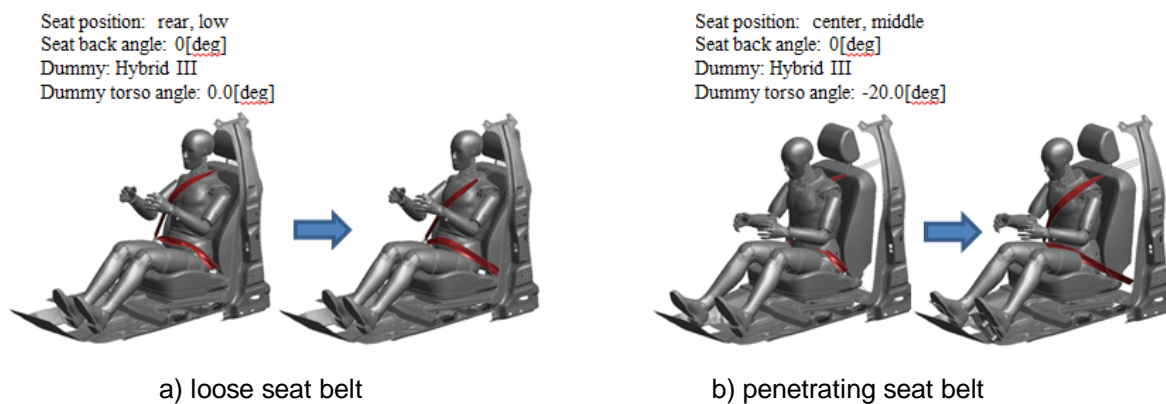 Seat position: rear, low
Seat back angle: 0[deg]
Dummy: Hybrid III
Dummy torso angle: 0.0[deg]
Seat position: center, middle
Seat back angle: 0[deg]
Dummy: Hybrid III
Dummy torso angle: -20.0[deg]
a) loose seat belt
b) penetrating seat belt